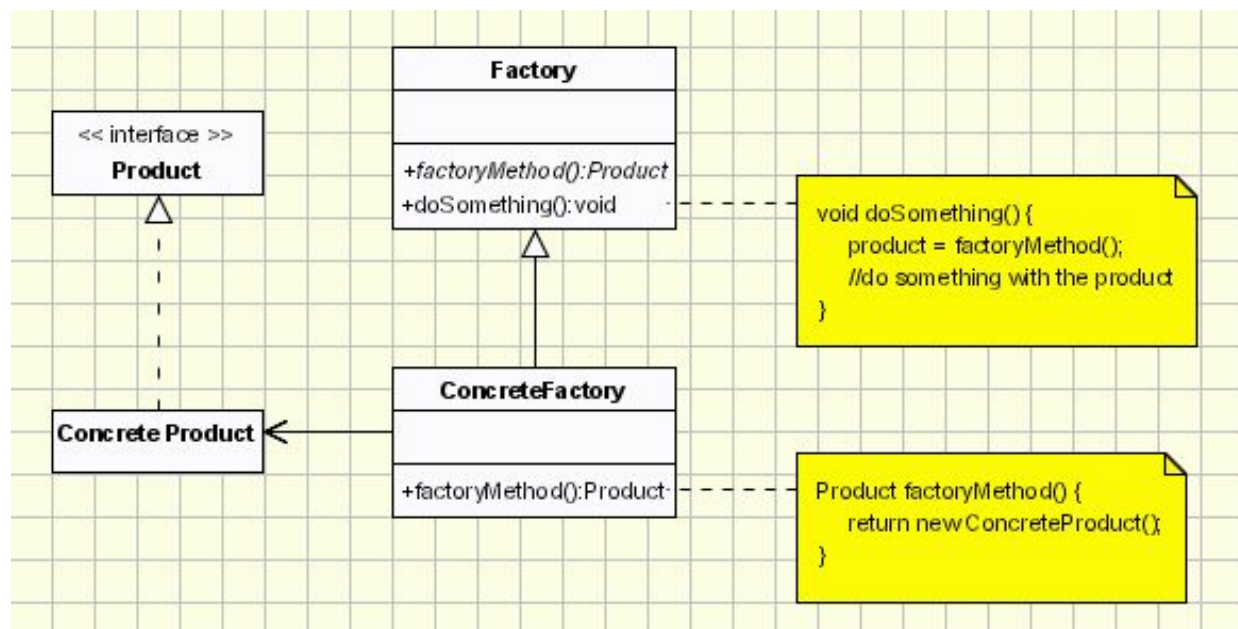 Factory
+factoryMethod():Product
+doSomething():void
<< interface >>
Product
void doSomething() {
product = factoryMethod();
//do something with the product
}
ConcreteFactory
+factoryMethod():Product
Concrete Product
Product factoryMethod() {
return new ConcreteProduct();
}